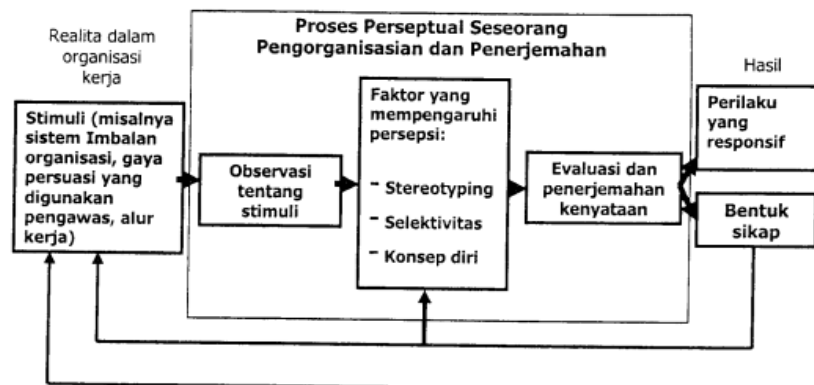 Proses Perseptual Seseorang
Pengorganisasian dan Penerjemahan
Realita dalam
organisasi
kerja
Stimuli (misalnya
sistem Imbalan
organisasi, gaya
persuasi yang
digunakan
pengawas, alur
kerja)
Observasi
tentang
stimuli
Faktor yang
mempengaruhi
persepsi:
- Stereotyping
- Selektivitas
- Konsep diri
Evaluasi dan
penerjemahan
kenyataan
Hasil
Perilaku
yang
responsif
Bentuk
sikap